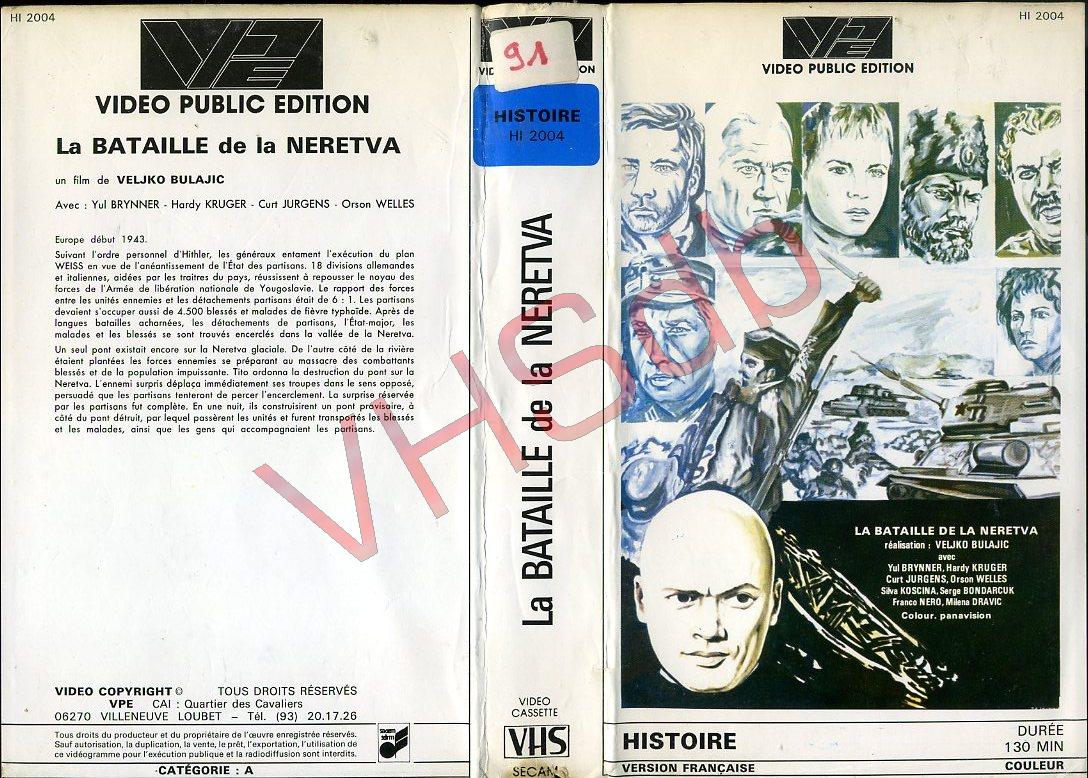 HI 2004
VPE
VIDEO PUBLIC EDITION
La BATAILLE de la NERETVA
un film de VELJKO BULAJIC
Avec : Yul BRYNNER - Hardy KRUGER - Curt JURGENS - Orson WELLES
Europe début 1943.
Suivant l'ordre personnel d'Hithler, les généraux entament l'exécution du plan
WEISS en vue de l'anéantissement de l'État des partisans. 18 divisions allemandes
et italiennes, aidées par les traitres du pays, réussissent à repousser le noyau des
forces de l'Armée de libération nationale de Yougoslavie. Le rapport des forces
entre les unités ennemies et les détachements partisans était de 6 : 1. Les partisans
devaient s'occuper aussi de 4.500 blessés et malades de fièvre typhoïde. Après de
longues batailles acharnées, les détachements de partisans, l'État-major, les
malades et les blessés se sont trouvés encerclés dans la vallée de la Neretva.
Un seul pont existait encore sur la Neretva glaciale. De l'autre côté de la rivière
étaient plantées les forces ennemies se préparant au massacre des combattants
blessés et de la population impuissante. Tito ordonna la destruction du pont sur la
Neretva. L'ennemi surpris déplaça immédiatement ses troupes dans le sens opposé,
persuadé que les partisans tenteront de percer l'encerclement. La surprise réservée
par les partisans fut complète. En une nuit, ils construisirent un pont provisoire, à
côté du pont détruit, par lequel passèrent les unités et furent transportés les blessés
et les malades, ainsi que les gens qui accompagnaient les partisans.
VIDEO COPYRIGHT © TOUS DROITS RÉSERVÉS
VPE CAI : Quartier des Cavaliers
06270 VILLENEUVE LOUBET – Tél. (93) 20.17.26
Tous droits du producteur et du propriétaire de l'œuvre enregistrée réservés.
Sauf autorisation, la duplication, la vente, le prêt, l'exportation, l'utilisation de
ce vidéogramme pour l'exécution publique et la radiodiffusion sont interdits.
sacem
sdrm
CATÉGORIE : A
91
HISTOIRE
HI 2004
La BATAILLE de la NERETVA
VIDEO
CASSETTE
VHS
SECAM
HI 2004
VPE
VIDEO PUBLIC EDITION
LA BATAILLE DE LA NERETVA
réalisation : VELJKO BULAJIC
avec
Yul BRYNNER, Hardy KRUGER
Curt JURGENS, Orson WELLES
Silva KOSCINA, Serge BONDARCUK
Franco NERO, Milena DRAVIC
Colour. panavision
HISTOIRE
DURÉE
130 MIN
VERSION FRANÇAISE
COULEUR
VHSdb